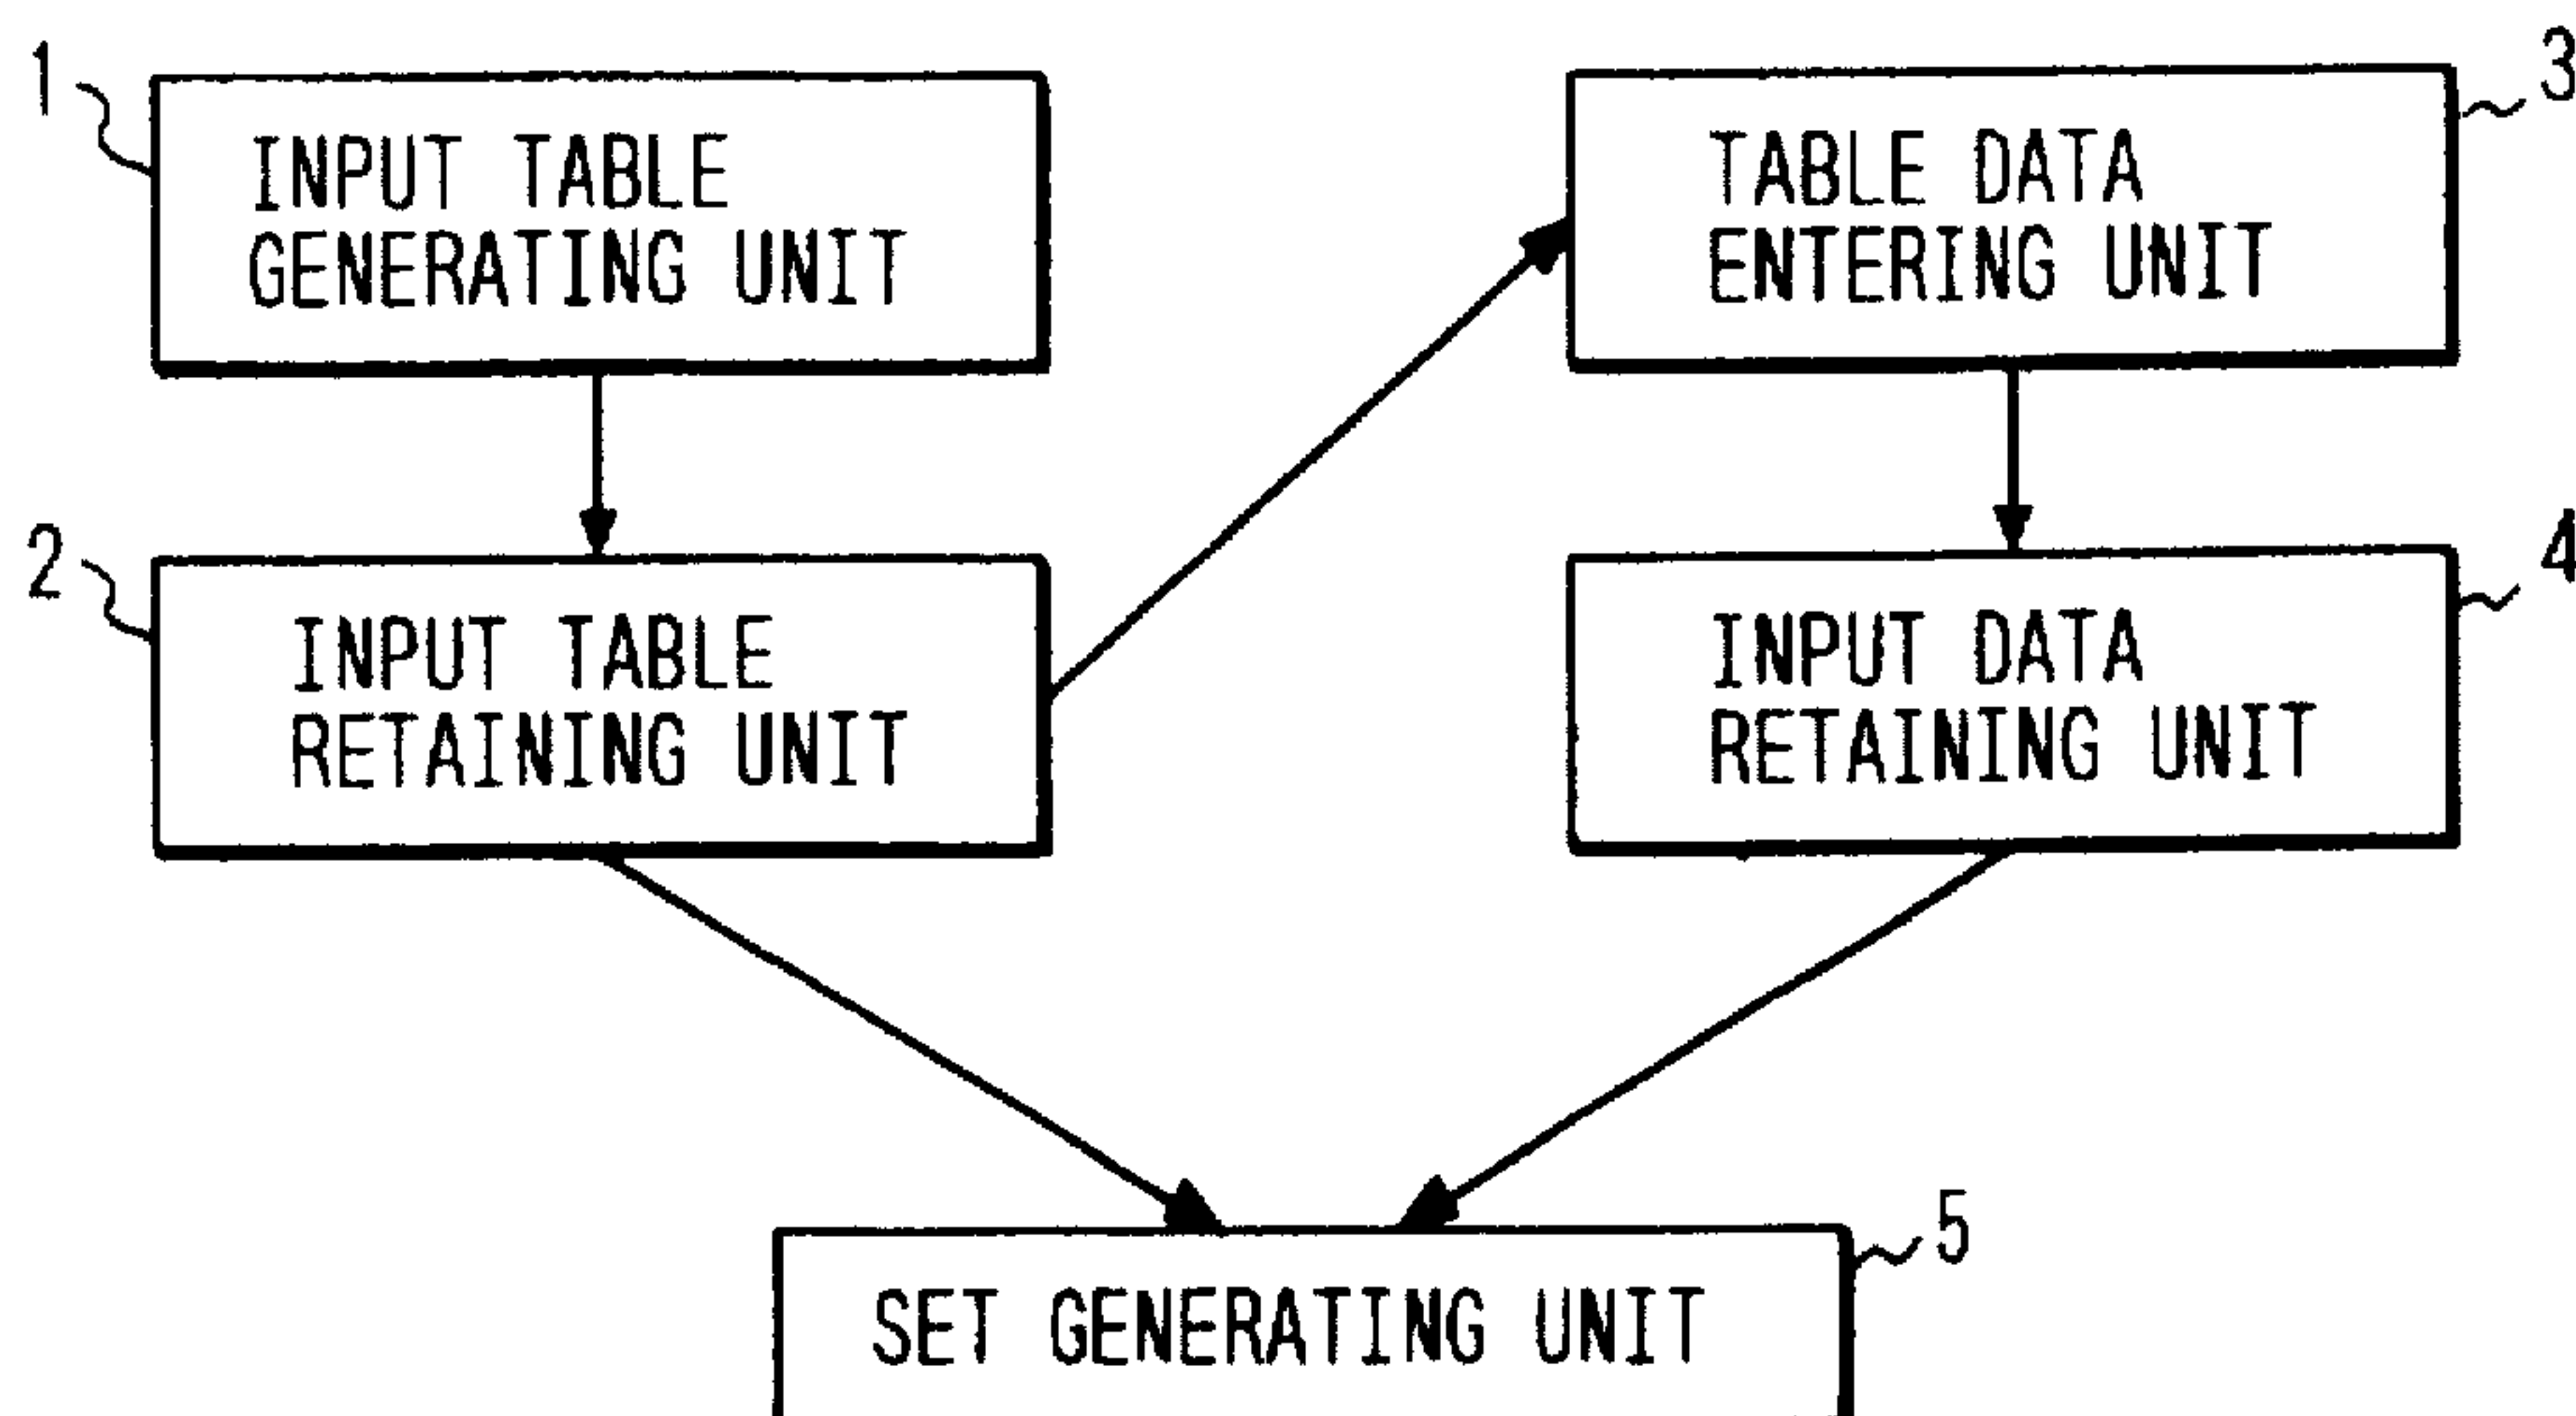 1
INPUT TABLE
GENERATING UNIT
3
TABLE DATA
ENTERING UNIT
2
INPUT TABLE
RETAINING UNIT
4
INPUT DATA
RETAINING UNIT
5
SET GENERATING UNIT